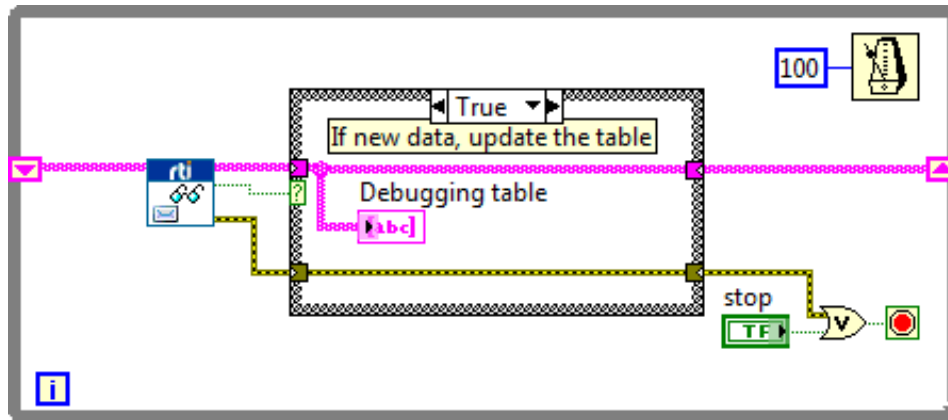 100
True
If new data, update the table
rti
?
Debugging table
abc
stop
TF
V
i